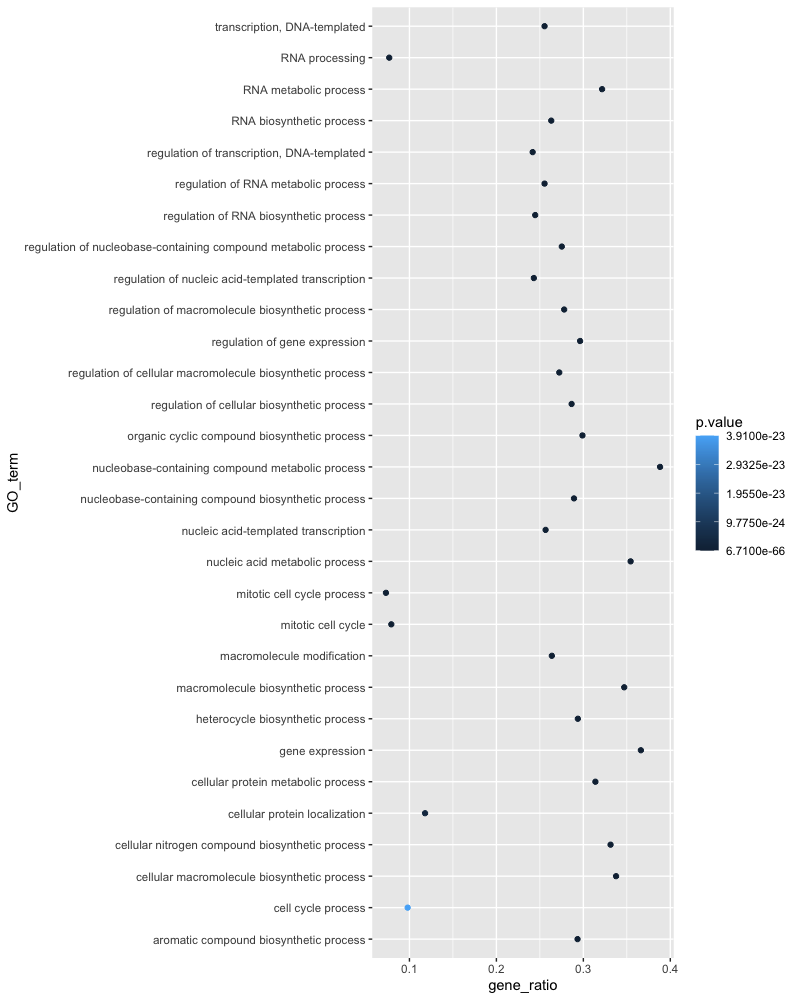 transcription, DNA-templated
RNA processing
RNA metabolic process
RNA biosynthetic process
regulation of transcription, DNA-templated
regulation of RNA metabolic process
regulation of RNA biosynthetic process
regulation of nucleobase-containing compound metabolic process
regulation of nucleic acid-templated transcription
regulation of macromolecule biosynthetic process
regulation of gene expression
regulation of cellular macromolecule biosynthetic process
regulation of cellular biosynthetic process
organic cyclic compound biosynthetic process
nucleobase-containing compound metabolic process
nucleobase-containing compound biosynthetic process
nucleic acid-templated transcription
nucleic acid metabolic process
mitotic cell cycle process
mitotic cell cycle
macromolecule modification
macromolecule biosynthetic process
heterocycle biosynthetic process
gene expression
cellular protein metabolic process
cellular protein localization
cellular nitrogen compound biosynthetic process
cellular macromolecule biosynthetic process
cell cycle process
aromatic compound biosynthetic process
GO_term
0.1 0.2 0.3 0.4
gene_ratio
p.value
3.9100e-23
2.9325e-23
1.9550e-23
9.7750e-24
6.7100e-66